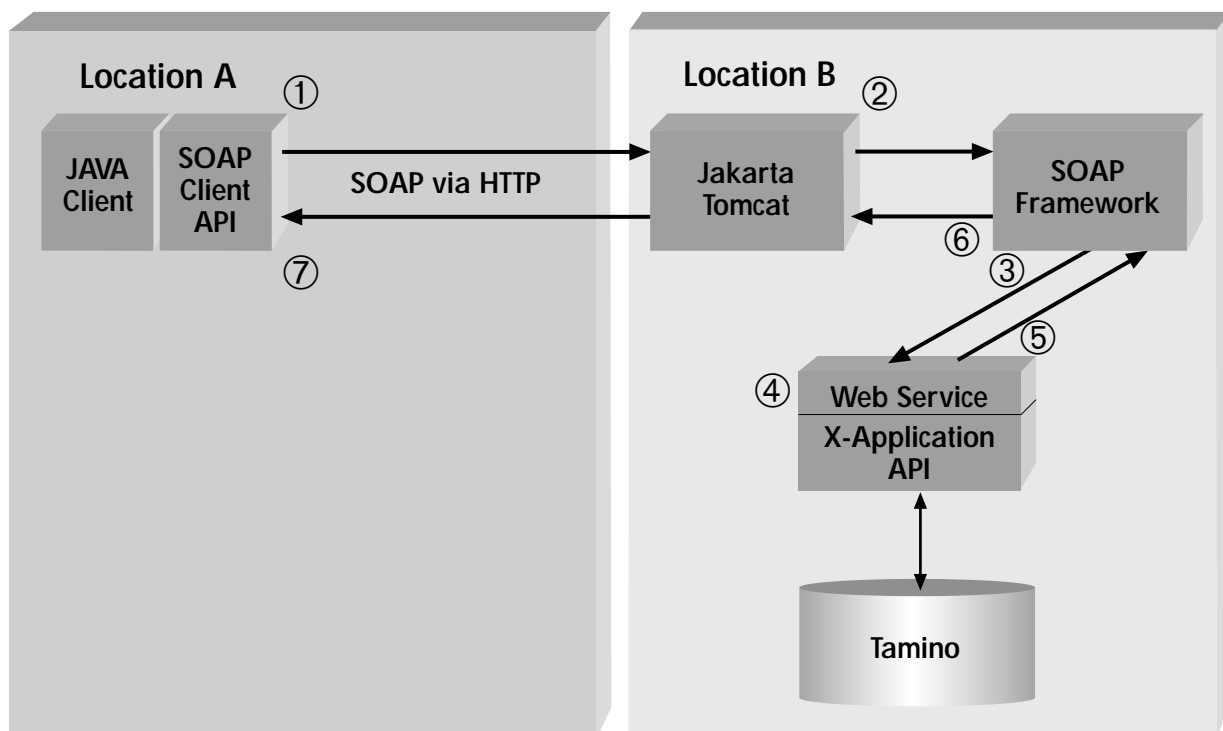 Location A
①
JAVA
Client
SOAP
Client
API
SOAP via HTTP
⑦
Location B
②
Jakarta
Tomcat
SOAP
Framework
⑥
③
⑤
④
Web Service
X-Application
API
Tamino